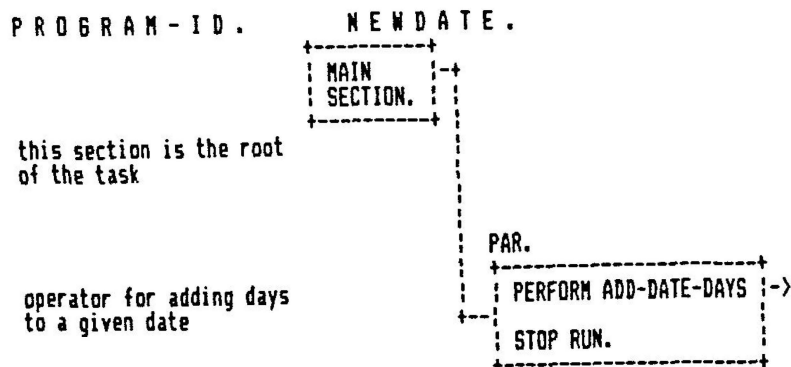 PROGRAM-ID. NEWDATE.
MAIN
SECTION.
this section is the root
of the task
PAR.
operator for adding days
to a given date
PERFORM ADD-DATE-DAYS
STOP RUN.